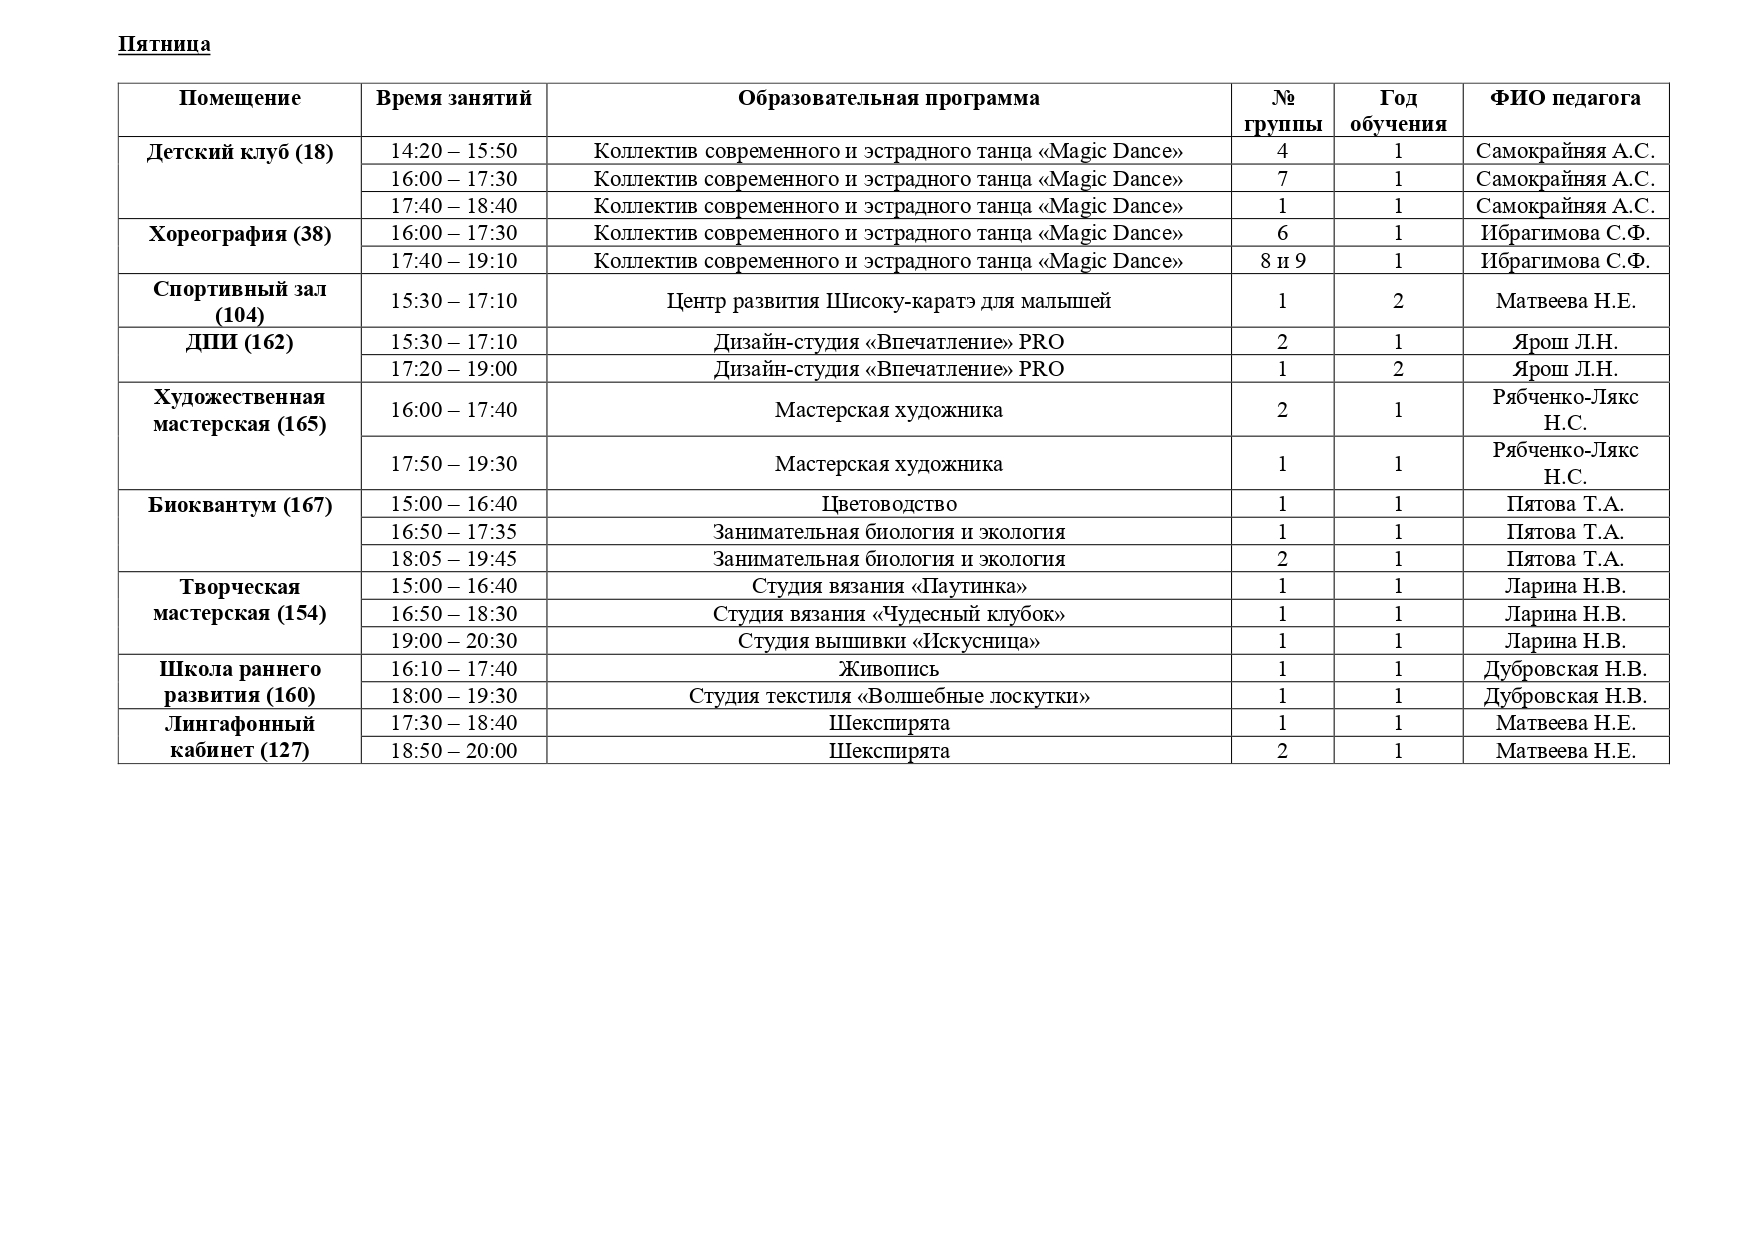 Пятница
Помещение Время занятий Образовательная программа № группы Год обучения ФИО педагога
Детский клуб (18) 14:20 – 15:50 Коллектив современного и эстрадного танца «Magic Dance» 4 1 Самокрайняя А.С.
16:00 – 17:30 Коллектив современного и эстрадного танца «Magic Dance» 7 1 Самокрайняя А.С.
17:40 – 18:40 Коллектив современного и эстрадного танца «Magic Dance» 1 1 Самокрайняя А.С.
Хореография (38) 16:00 – 17:30 Коллектив современного и эстрадного танца «Magic Dance» 6 1 Ибрагимова С.Ф.
17:40 – 19:10 Коллектив современного и эстрадного танца «Magic Dance» 8 и 9 1 Ибрагимова С.Ф.
Спортивный зал (104) 15:30 – 17:10 Центр развития Шисоку-каратэ для малышей 1 2 Матвеева Н.Е.
ДПИ (162) 15:30 – 17:10 Дизайн-студия «Впечатление» PRO 2 1 Ярош Л.Н.
17:20 – 19:00 Дизайн-студия «Впечатление» PRO 1 2 Ярош Л.Н.
Художественная мастерская (165) 16:00 – 17:40 Мастерская художника 2 1 Рябченко-Лякс Н.С.
17:50 – 19:30 Мастерская художника 1 1 Рябченко-Лякс Н.С.
Биоквантум (167) 15:00 – 16:40 Цветоводство 1 1 Пятова Т.А.
16:50 – 17:35 Занимательная биология и экология 1 1 Пятова Т.А.
18:05 – 19:45 Занимательная биология и экология 2 1 Пятова Т.А.
Творческая мастерская (154) 15:00 – 16:40 Студия вязания «Паутинка» 1 1 Ларина Н.В.
16:50 – 18:30 Студия вязания «Чудесный клубок» 1 1 Ларина Н.В.
19:00 – 20:30 Студия вышивки «Искусница» 1 1 Ларина Н.В.
Школа раннего развития (160) 16:10 – 17:40 Живопись 1 1 Дубровская Н.В.
18:00 – 19:30 Студия текстиля «Волшебные лоскутки» 1 1 Дубровская Н.В.
Лингафонный кабинет (127) 17:30 – 18:40 Шекспирята 1 1 Матвеева Н.Е.
18:50 – 20:00 Шекспирята 2 1 Матвеева Н.Е.